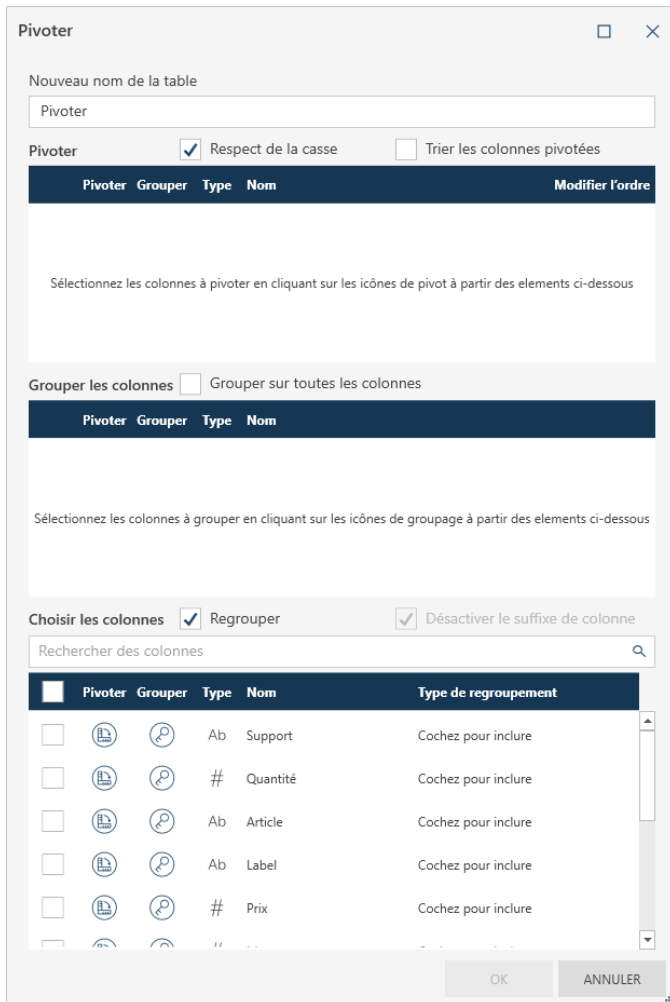 Pivoter
Nouveau nom de la table
Pivoter
Pivoter Respect de la casse Trier les colonnes pivotées
Pivoter Grouper Type Nom Modifier l'ordre
Sélectionnez les colonnes à pivoter en cliquant sur les icônes de pivot à partir des elements ci-dessous
Grouper les colonnes Grouper sur toutes les colonnes
Pivoter Grouper Type Nom
Sélectionnez les colonnes à grouper en cliquant sur les icônes de groupage à partir des elements ci-dessous
Choisir les colonnes Regrouper Désactiver le suffixe de colonne
Rechercher des colonnes
Pivoter Grouper Type Nom Type de regroupement
Ab Support Cochez pour inclure
# Quantité Cochez pour inclure
Ab Article Cochez pour inclure
Ab Label Cochez pour inclure
# Prix Cochez pour inclure
OK ANNULER